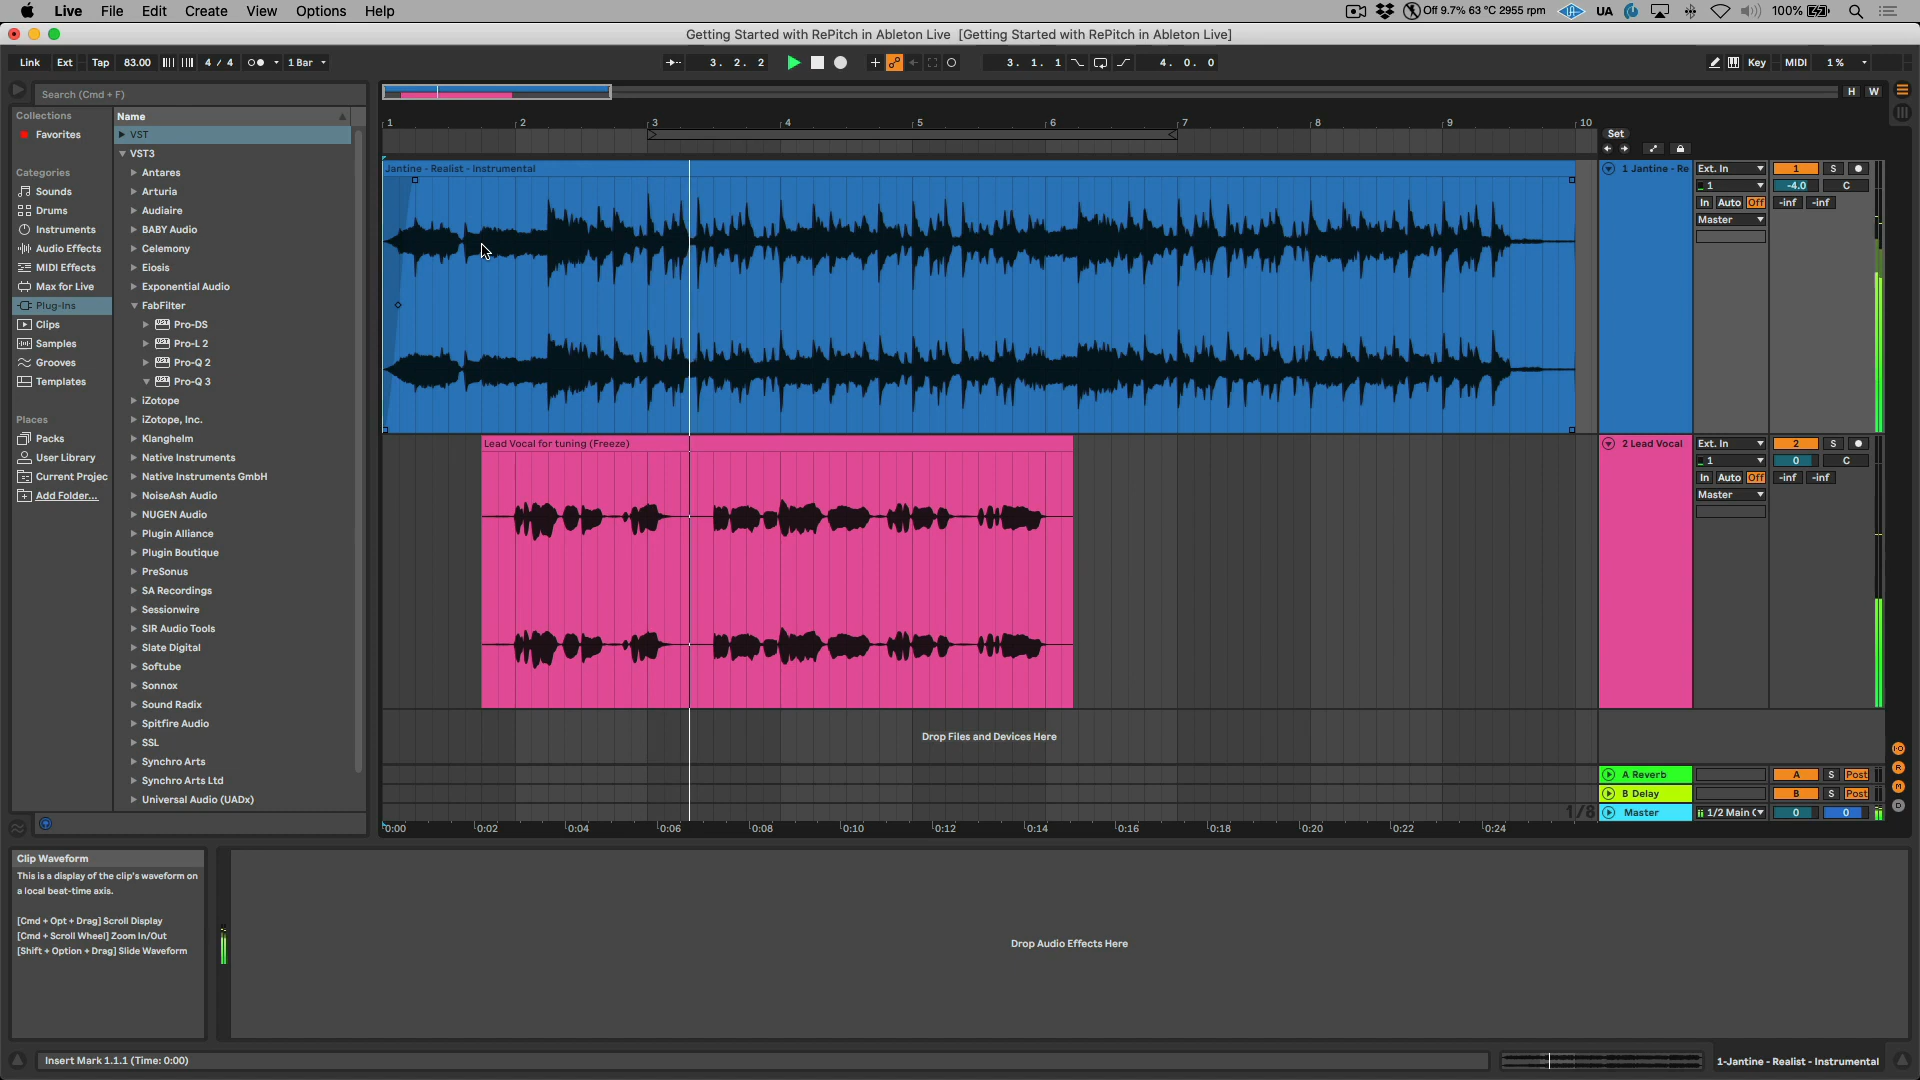 Live File Edit Create View Options Help
Off 9.7% 63 °C 2955 rpm UA 100%
Getting Started with RePitch in Ableton Live [Getting Started with RePitch in Ableton Live]
Link Ext Tap 83.00 4 / 4 1 Bar 3. 2. 2 3. 1. 1 4. 0. 0 Key MIDI 1%
Search (Cmd + F)
H W
Collections
Favorites
Categories
Sounds
Drums
Instruments
Audio Effects
MIDI Effects
Max for Live
Plug-Ins
Clips
Samples
Grooves
Templates
Places
Packs
User Library
Current Projec
Add Folder...
Name
VST
VST3
Antares
Arturia
Audiaire
BABY Audio
Celemony
Eiosis
Exponential Audio
FabFilter
Pro-DS
Pro-L 2
Pro-Q 2
Pro-Q 3
iZotope
iZotope, Inc.
Klanghelm
Native Instruments
Native Instruments GmbH
NoiseAsh Audio
NUGEN Audio
Plugin Alliance
Plugin Boutique
PreSonus
SA Recordings
Sessionwire
SIR Audio Tools
Slate Digital
Softube
Sonnox
Sound Radix
Spitfire Audio
SSL
Synchro Arts
Synchro Arts Ltd
Universal Audio (UADx)
1 2 3 4 5 6 7 8 9 10
Set
Jantine - Realist - Instrumental
1 Jantine - Re Ext. In 1 S
1 -4.0 C
In Auto Off -inf -inf
Master
Lead Vocal for tuning (Freeze)
2 Lead Vocal Ext. In 2 S
1 0 C
In Auto Off -inf -inf
Master
Drop Files and Devices Here
A Reverb A S Post
B Delay B S Post
1/8 Master 1/2 Main ( 0 0
I·O
R
M
D
0:00 0:02 0:04 0:06 0:08 0:10 0:12 0:14 0:16 0:18 0:20 0:22 0:24
Clip Waveform
This is a display of the clip's waveform on
a local beat-time axis.
[Cmd + Opt + Drag] Scroll Display
[Cmd + Scroll Wheel] Zoom In/Out
[Shift + Option + Drag] Slide Waveform
Drop Audio Effects Here
Insert Mark 1.1.1 (Time: 0:00)
1-Jantine - Realist - Instrumental